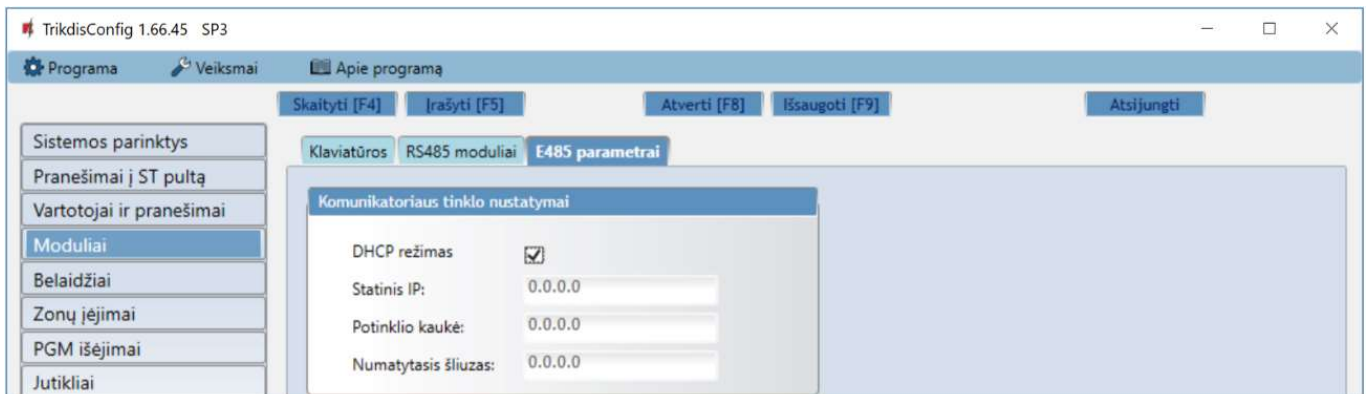 TrikdisConfig 1.66.45 SP3
Programa Veiksmai Apie programą
Skaityti [F4] Įrašyti [F5] Atverti [F8] Išsaugoti [F9] Atsijungti
Sistemos parinktys
Pranešimai į ST pultą
Vartotojai ir pranešimai
Moduliai
Belaidžiai
Zonų įėjimai
PGM išėjimai
Jutikliai
Klaviatūros RS485 moduliai E485 parametrai
Komunikatoriaus tinklo nustatymai
DHCP režimas
Statinis IP: 0.0.0.0
Potinklio kaukė: 0.0.0.0
Numatytasis šliuzas: 0.0.0.0